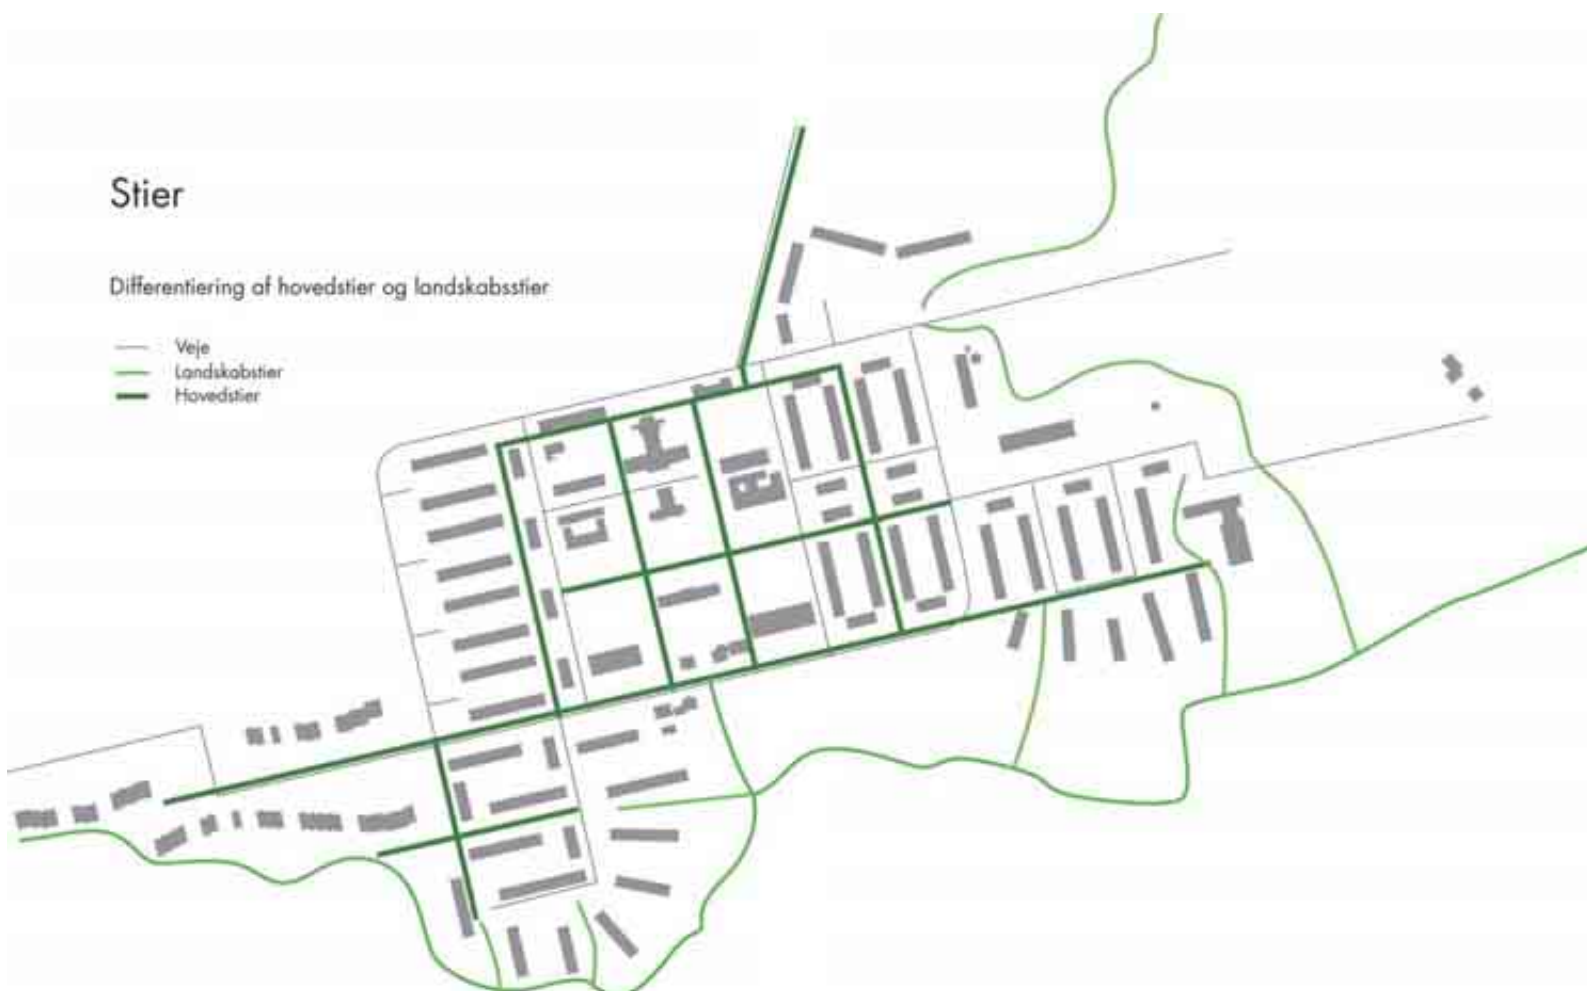 Stier
Differentiering af hovedstier og landskabsstier
Veje
Landskabstier
Hovedstier